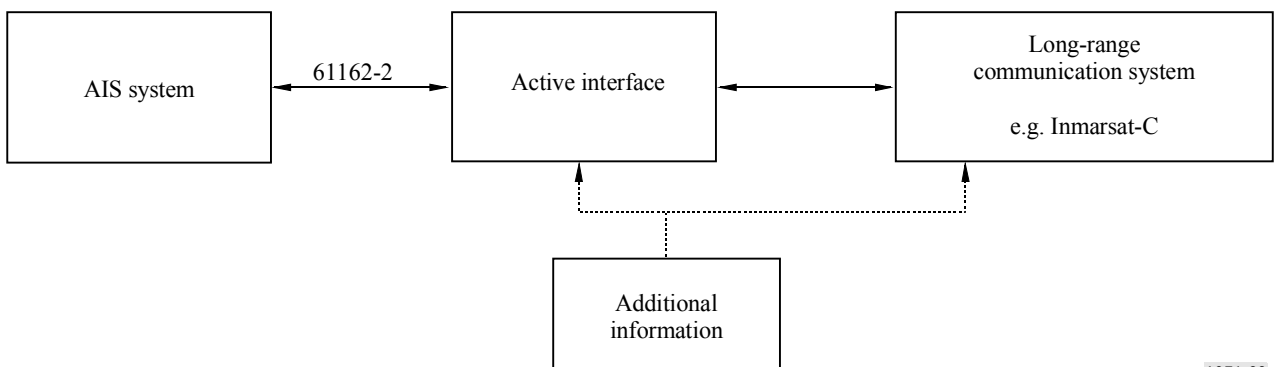 AIS system
61162-2
Active interface
Long-range
communication system
e.g. Inmarsat-C
Additional
information